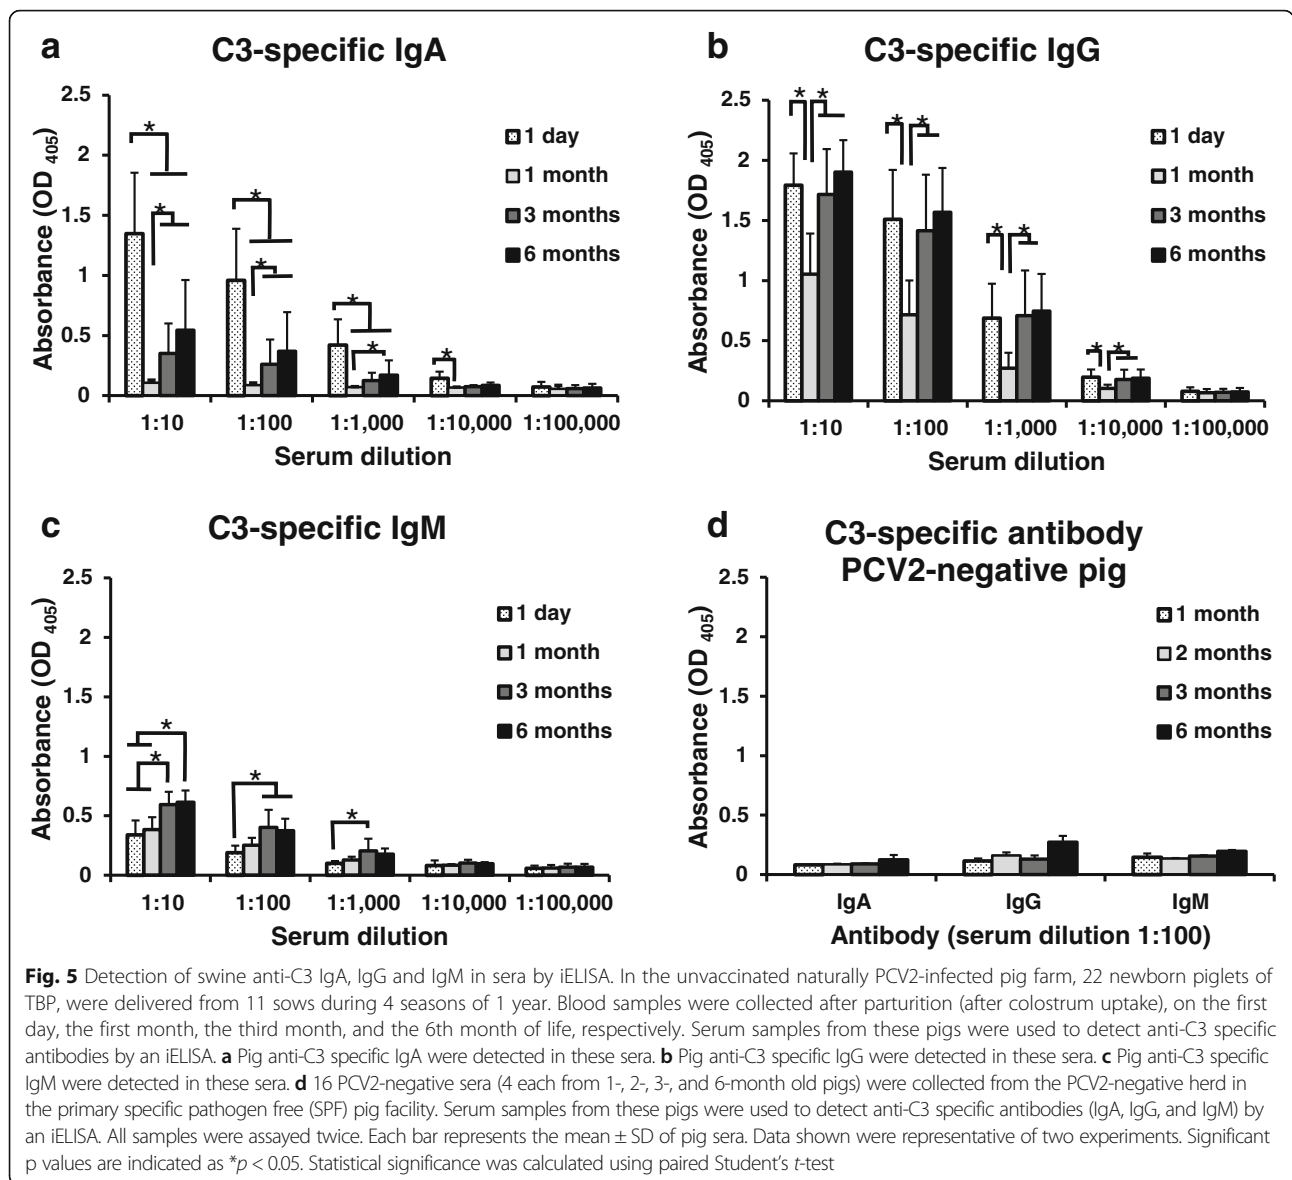 a C3-specific IgA
2.5
2
1.5
1
0.5
0
Absorbance (OD 405)
* * * * * * *
1 day
1 month
3 months
6 months
1:10 1:100 1:1,000 1:10,000 1:100,000
Serum dilution
b C3-specific IgG
2.5
2
1.5
1
0.5
0
Absorbance (OD 405)
* * * * * * * *
1 day
1 month
3 months
6 months
1:10 1:100 1:1,000 1:10,000 1:100,000
Serum dilution
c C3-specific IgM
2.5
2
1.5
1
0.5
0
Absorbance (OD 405)
* * * *
1 day
1 month
3 months
6 months
1:10 1:100 1:1,000 1:10,000 1:100,000
Serum dilution
d C3-specific antibody
PCV2-negative pig
2.5
2
1.5
1
0.5
0
Absorbance (OD 405)
1 month
2 months
3 months
6 months
IgA IgG IgM
Antibody (serum dilution 1:100)
Fig. 5 Detection of swine anti-C3 IgA, IgG and IgM in sera by iELISA. In the unvaccinated naturally PCV2-infected pig farm, 22 newborn piglets of
TBP, were delivered from 11 sows during 4 seasons of 1 year. Blood samples were collected after parturition (after colostrum uptake), on the first
day, the first month, the third month, and the 6th month of life, respectively. Serum samples from these pigs were used to detect anti-C3 specific
antibodies by an iELISA. a Pig anti-C3 specific IgA were detected in these sera. b Pig anti-C3 specific IgG were detected in these sera. c Pig anti-C3 specific
IgM were detected in these sera. d 16 PCV2-negative sera (4 each from 1-, 2-, 3-, and 6-month old pigs) were collected from the PCV2-negative herd in
the primary specific pathogen free (SPF) pig facility. Serum samples from these pigs were used to detect anti-C3 specific antibodies (IgA, IgG, and IgM) by
an iELISA. All samples were assayed twice. Each bar represents the mean ± SD of pig sera. Data shown were representative of two experiments. Significant
p values are indicated as *p < 0.05. Statistical significance was calculated using paired Student's t-test